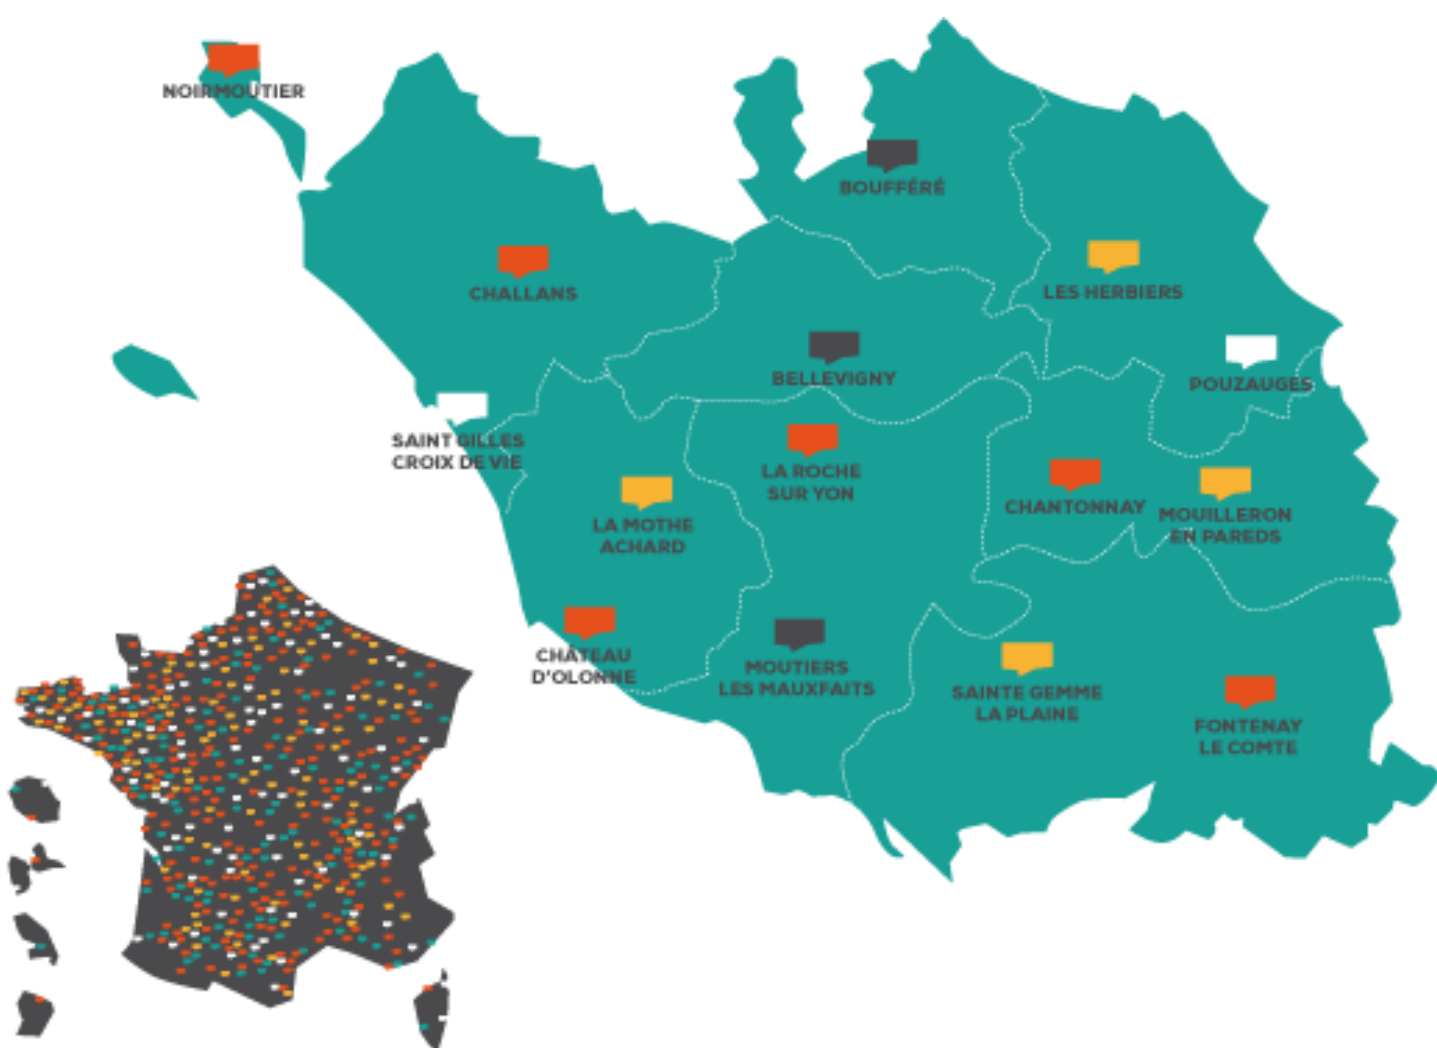 NOIRMOUTIER
BOUFFÉRÉ
CHALLANS
LES HERBIERS
BELLEVIGNY
POUZAUGES
SAINT GILLES
CROIX DE VIE
LA ROCHE
SUR YON
CHANTONNAY
MOUILLERON
EN PAREDS
LA MOTHE
ACHARD
CHÂTEAU
D'OLONNE
MOUTIERS
LES MAUXFAITS
SAINTE GEMME
LA PLAINE
FONTENAY
LE COMTE